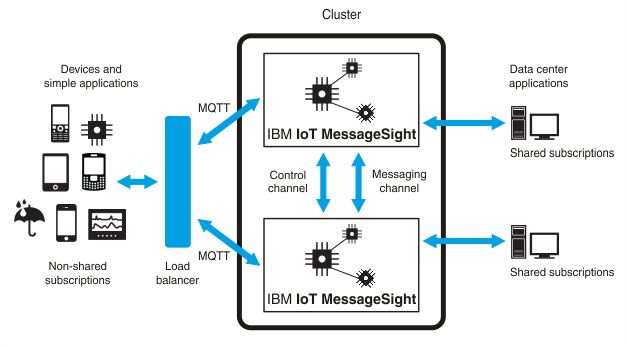 Cluster
Devices and
simple applications
Data center
applications
MQTT
IBM IoT MessageSight
Shared subscriptions
Control
channel
Messaging
channel
MQTT
Non-shared
subscriptions
Load
balancer
IBM IoT MessageSight
Shared subscriptions